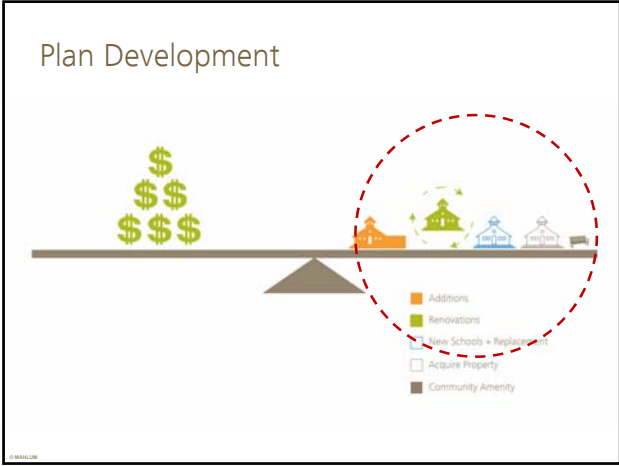 Plan Development
$
$ $
$ $ $
Additions
Renovations
New Schools + Replacement
Acquire Property
Community Amenity
© MAHLUM